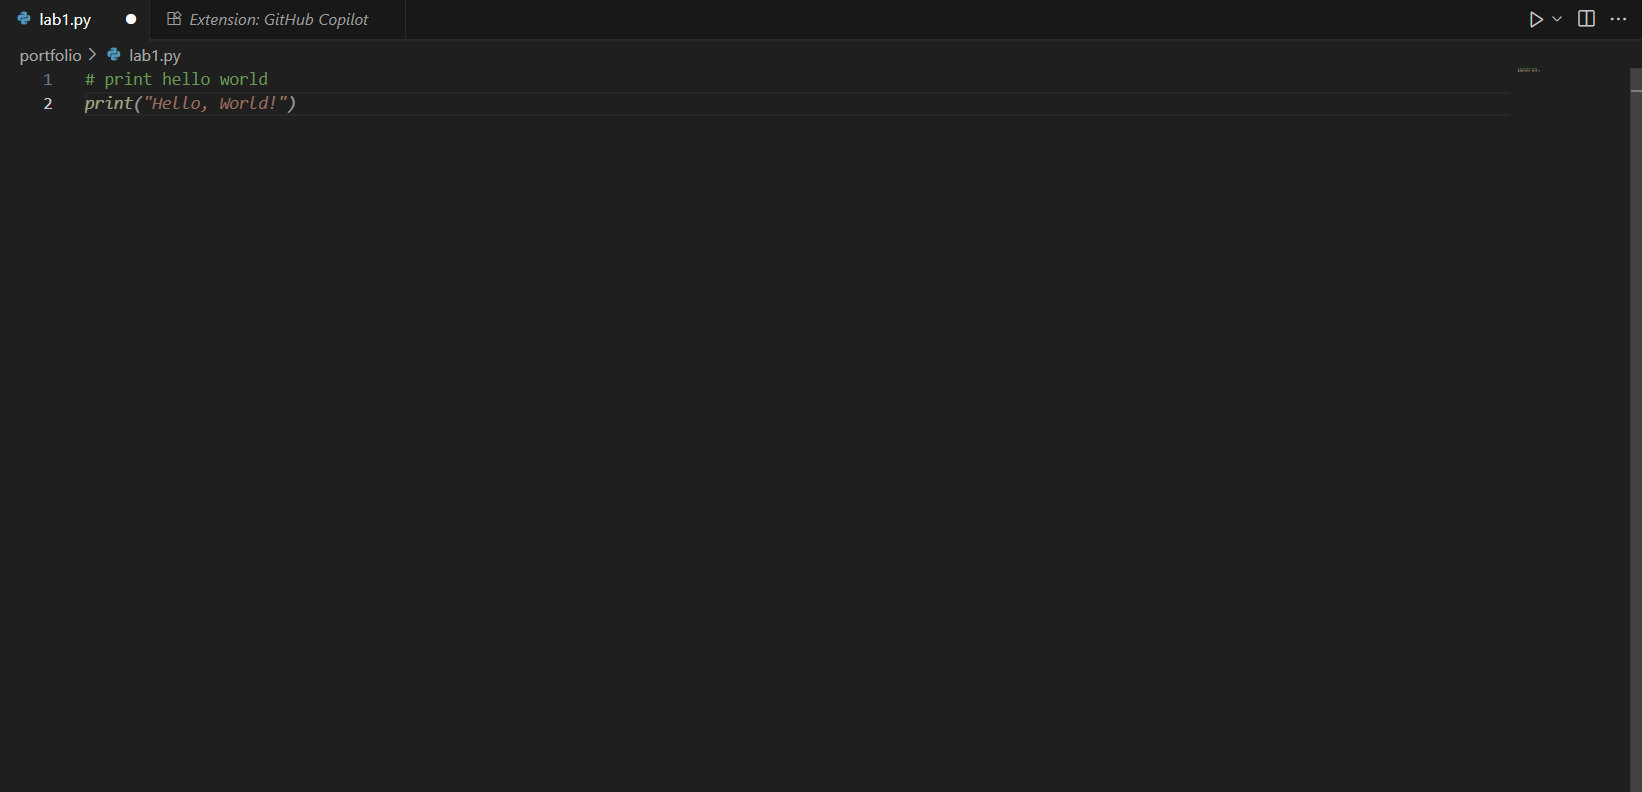 lab1.py
Extension: GitHub Copilot
portfolio > lab1.py
1 # print hello world
2 print("Hello, World!")